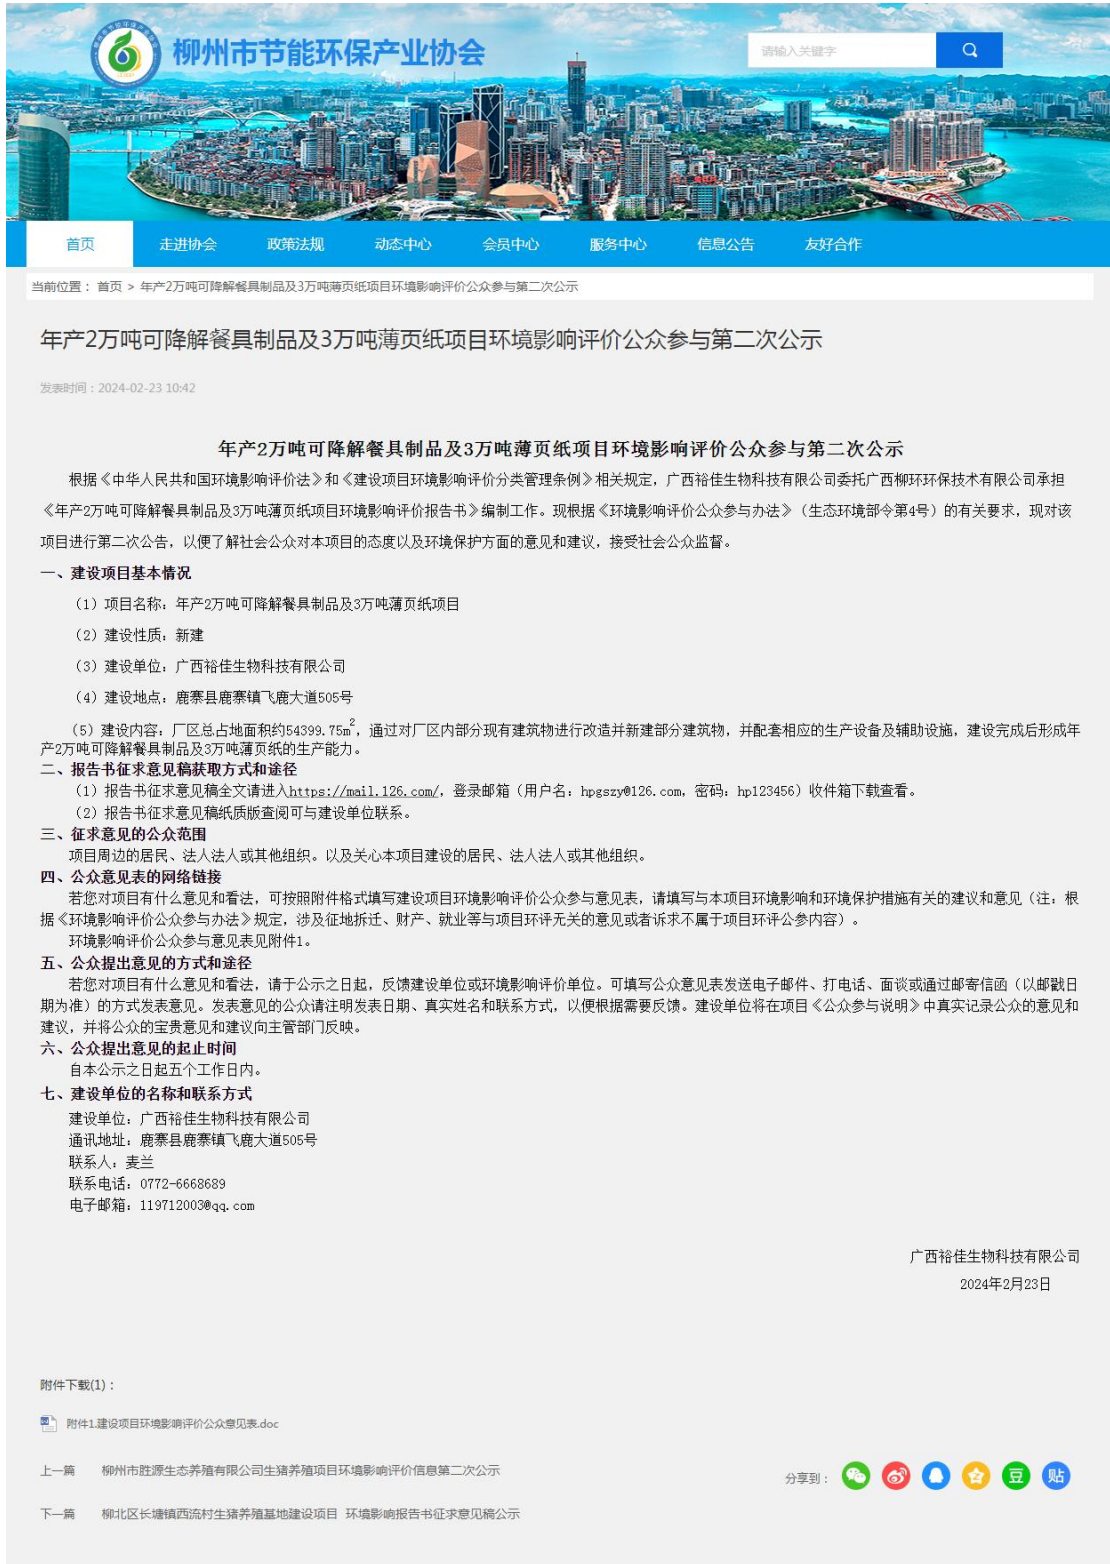 柳州市节能环保产业协会
请输入关键字
首页 走进协会 政策法规 动态中心 会员中心 服务中心 信息公告 友好合作
当前位置： 首页 > 年产2万吨可降解餐具制品及3万吨薄页纸项目环境影响评价公众参与第二次公示
年产2万吨可降解餐具制品及3万吨薄页纸项目环境影响评价公众参与第二次公示
发表时间：2024-02-23 10:42
年产2万吨可降解餐具制品及3万吨薄页纸项目环境影响评价公众参与第二次公示
根据《中华人民共和国环境影响评价法》和《建设项目环境影响评价分类管理条例》相关规定，广西裕佳生物科技有限公司委托广西柳环环保技术有限公司承担
《年产2万吨可降解餐具制品及3万吨薄页纸项目环境影响评价报告书》编制工作。现根据《环境影响评价公众参与办法》（生态环境部令第4号）的有关要求，现对该
项目进行第二次公告，以便了解社会公众对本项目的态度以及环境保护方面的意见和建议，接受社会公众监督。
一、建设项目基本情况
（1）项目名称：年产2万吨可降解餐具制品及3万吨薄页纸项目
（2）建设性质：新建
（3）建设单位：广西裕佳生物科技有限公司
（4）建设地点：鹿寨县鹿寨镇飞鹿大道505号
（5）建设内容：厂区总占地面积约54399.75m²，通过对厂区内部分现有建筑物进行改造并新建部分建筑物，并配套相应的生产设备及辅助设施，建设完成后形成年
产2万吨可降解餐具制品及3万吨薄页纸的生产能力。
二、报告书征求意见稿获取方式和途径
（1）报告书征求意见稿全文请进入https://mail.126.com/，登录邮箱（用户名：hpgszy@126.com，密码：hp123456）收件箱下载查看。
（2）报告书征求意见稿纸质版查阅可与建设单位联系。
三、征求意见的公众范围
项目周边的居民、法人法人或其他组织。以及关心本项目建设的居民、法人法人或其他组织。
四、公众意见表的网络链接
若您对项目有什么意见和看法，可按照附件格式填写建设项目环境影响评价公众参与意见表，请填写与本项目环境影响和环境保护措施有关的建议和意见（注：根
据《环境影响评价公众参与办法》规定，涉及征地拆迁、财产、就业等与项目环评无关的意见或者诉求不属于项目环评公参内容）。
环境影响评价公众参与意见表见附件1。
五、公众提出意见的方式和途径
若您对项目有什么意见和看法，请于公示之日起，反馈建设单位或环境影响评价单位。可填写公众意见表发送电子邮件、打电话、面谈或通过邮寄信函（以邮戳日
期为准）的方式发表意见。发表意见的公众请注明发表日期、真实姓名和联系方式，以便根据需要反馈。建设单位将在项目《公众参与说明》中真实记录公众的意见和
建议，并将公众的宝贵意见和建议向主管部门反映。
六、公众提出意见的起止时间
自本公示之日起五个工作日内。
七、建设单位的名称和联系方式
建设单位：广西裕佳生物科技有限公司
通讯地址：鹿寨县鹿寨镇飞鹿大道505号
联系人：麦兰
联系电话：0772-6668689
电子邮箱：119712003@qq.com
广西裕佳生物科技有限公司
2024年2月23日
附件下载(1)：
附件1.建设项目环境影响评价公众意见表.doc
上一篇 柳州市胜源生态养殖有限公司生猪养殖项目环境影响评价信息第二次公示
分享到：
豆
贴
下一篇 柳北区长塘镇西流村生猪养殖基地建设项目 环境影响报告书征求意见稿公示